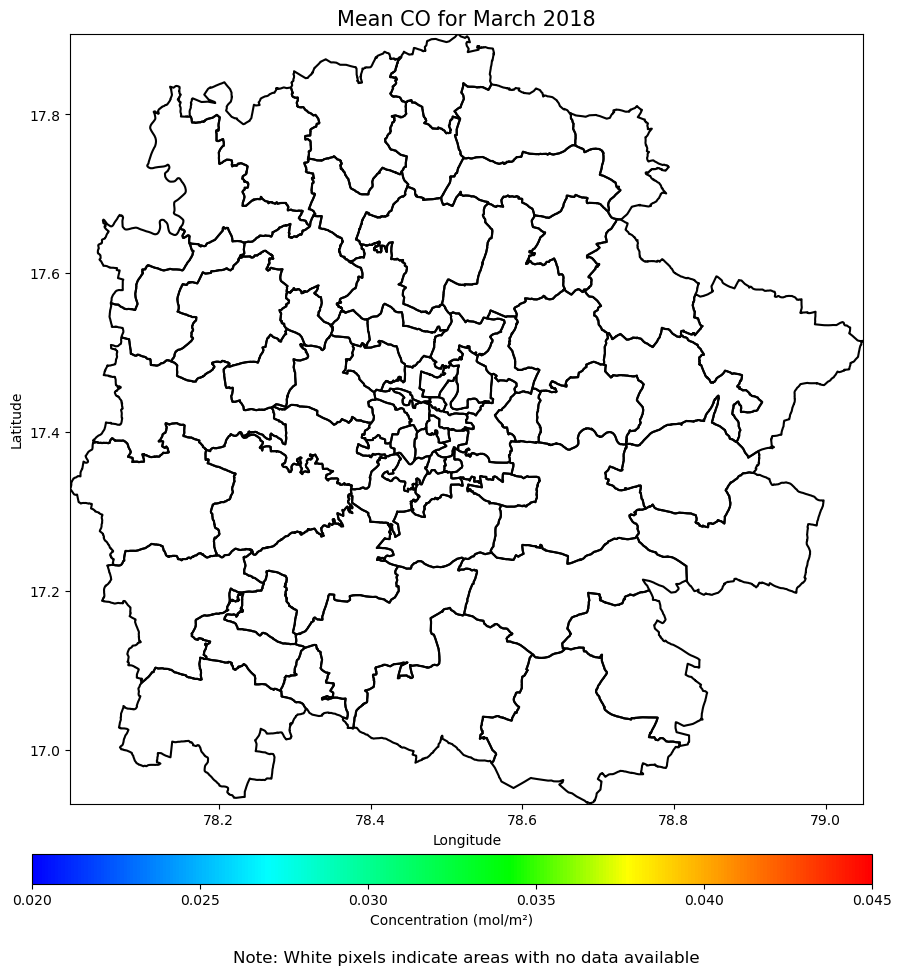 Mean CO for March 2018
17.8
17.6
17.4
17.2
17.0
Latitude
78.2 78.4 78.6 78.8 79.0
Longitude
0.020 0.025 0.030 0.035 0.040 0.045
Concentration (mol/m²)
Note: White pixels indicate areas with no data available